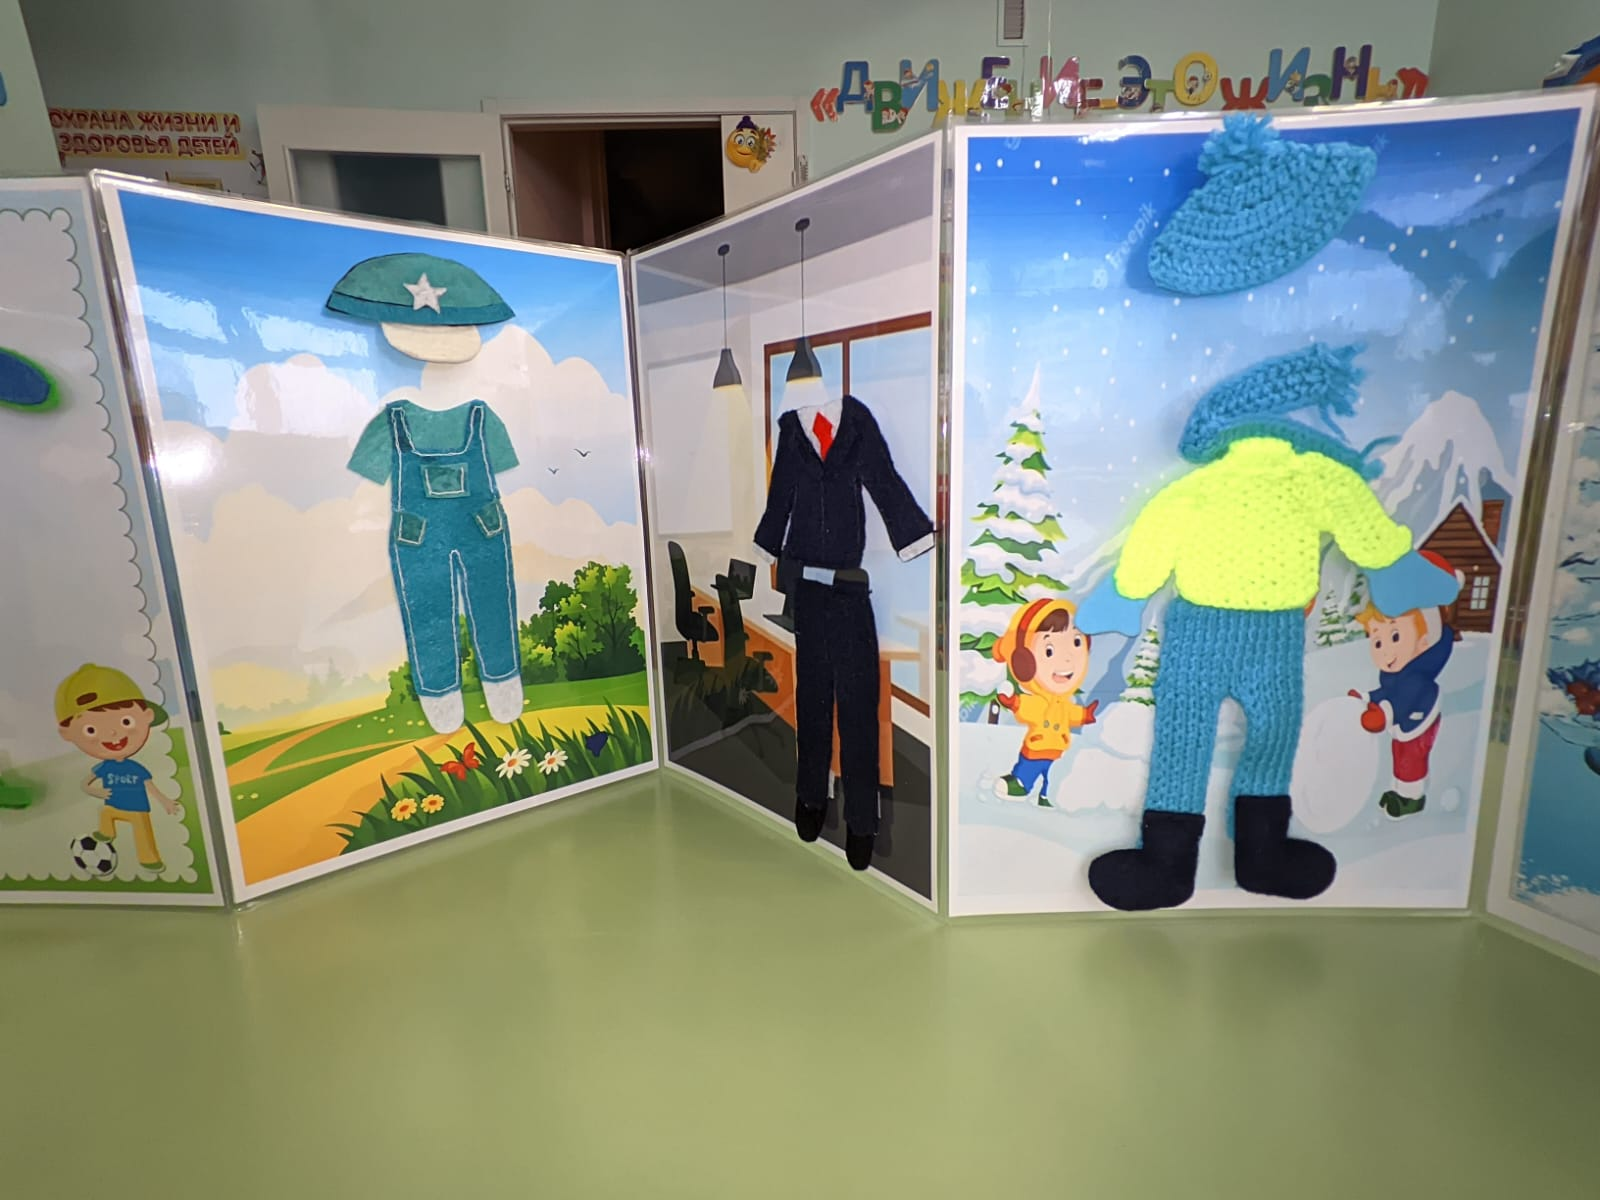 ОХРАНА ЖИЗНИ И
ЗДОРОВЬЯ ДЕТЕЙ
«ДВИЖЕНИЕ ЭТО ЖИЗНЬ»
SPORT
freepik